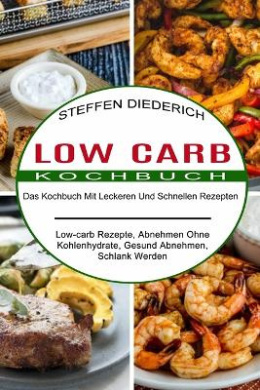 STEFFEN DIEDERICH
LOW CARB
KOCHBUCH
Das Kochbuch Mit Leckeren Und Schnellen Rezepten
Low-carb Rezepte, Abnehmen Ohne
Kohlenhydrate, Gesund Abnehmen,
Schlank Werden